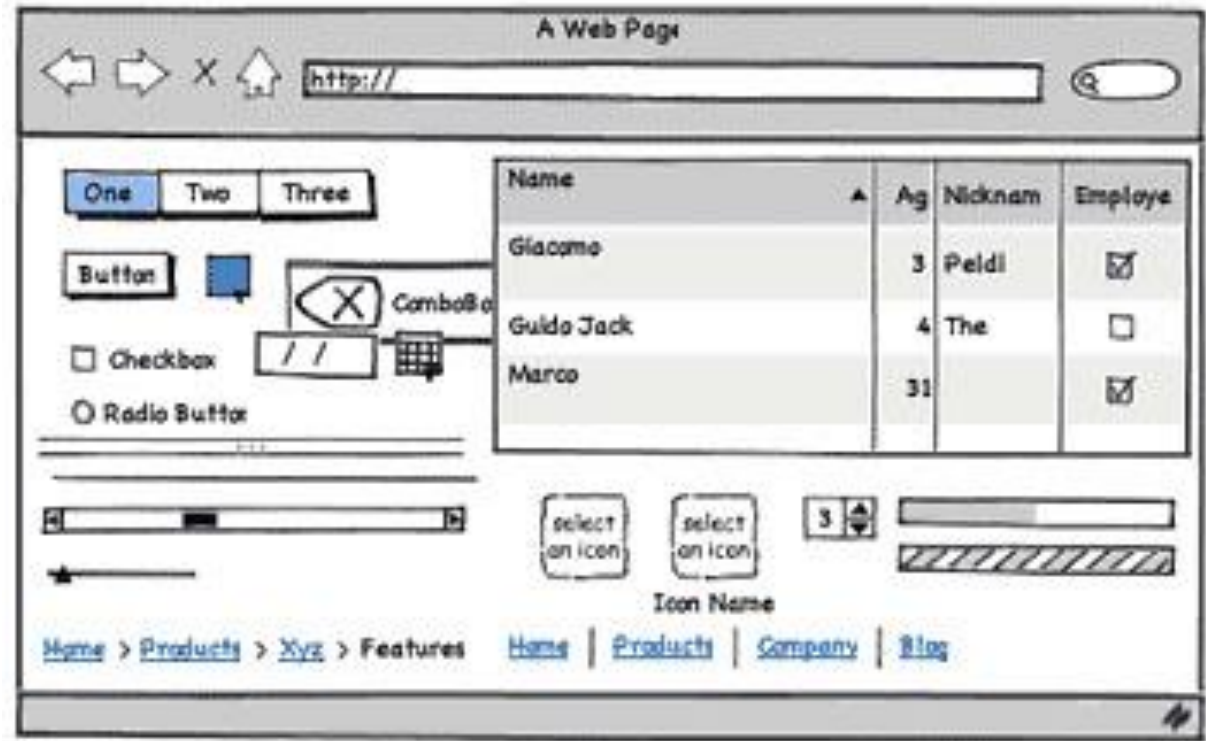 A Web Page
http://
One Two Three
Button
ComboBo
Checkbox
/ /
Radio Button
Name Ag Nicknam Employe
Giacomo 3 Peldi
Guido Jack 4 The
Marco 31
select an icon
select an icon
3
Icon Name
Home > Products > Xyz > Features
Home | Products | Company | Blog